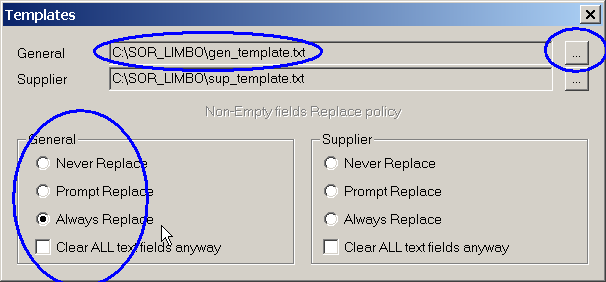 Templates
General C:\SOR_LIMBO\gen_template.txt ...
Supplier C:\SOR_LIMBO\sup_template.txt ...
Non-Empty fields Replace policy
General Supplier
Never Replace Never Replace
Prompt Replace Prompt Replace
Always Replace Always Replace
Clear ALL text fields anyway Clear ALL text fields anyway